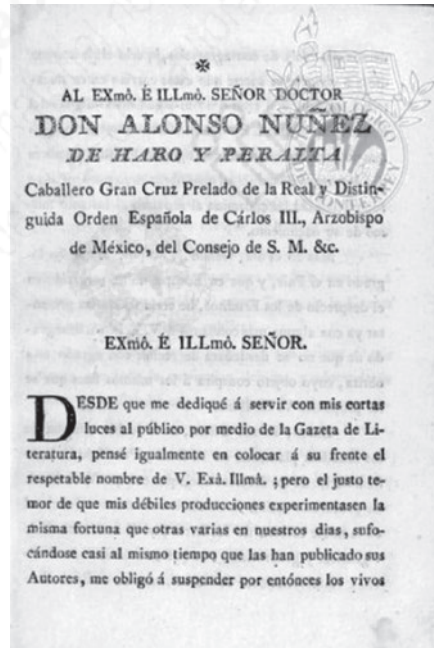 AL EXmô. É ILLmô. SEÑOR DOCTOR
DON ALONSO NUÑEZ
DE HARO Y PERALTA
Caballero Gran Cruz Prelado de la Real y Distin-
guida Orden Española de Cárlos III., Arzobispo
de México, del Consejo de S. M. &c.
EXmô. É ILLmô. SEÑOR.
DESDE que me dediqué á servir con mis cortas
luces al público por medio de la Gazeta de Li-
teratura, pensé igualmente en colocar á su frente el
respetable nombre de V. Exâ. Illmâ. ; pero el justo te-
mor de que mis débiles producciones experimentasen la
misma fortuna que otras varias en nuestros dias, sufo-
cándose casi al mismo tiempo que las han publicado sus
Autores, me obligó á suspender por entónces los vivos